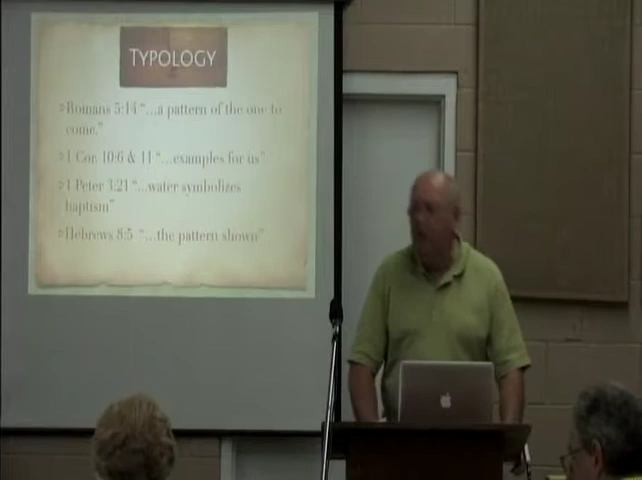 TYPOLOGY
Romans 5:14 “...a pattern of the one to
come.”
1 Cor. 10:6 & 11 “...examples for us”
1 Peter 3:21 “...water symbolizes
baptism”
Hebrews 8:5 “...the pattern shown”